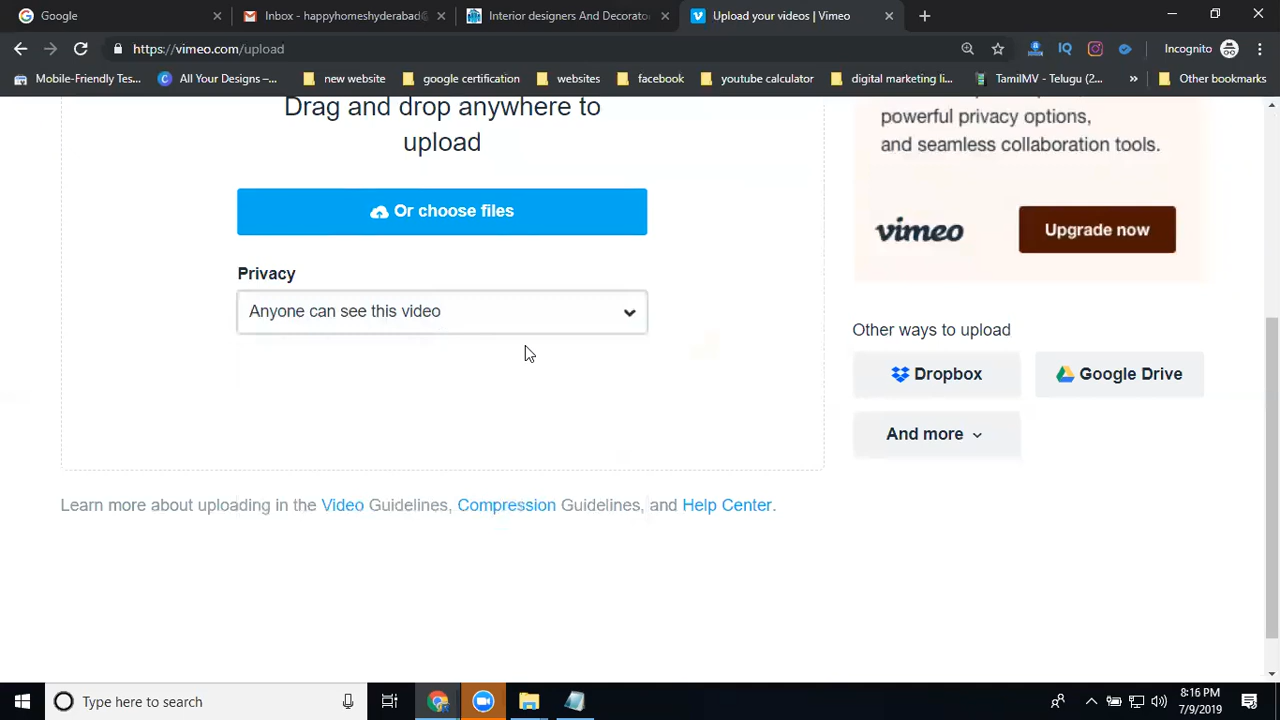 Google
Inbox - happyhomeshyderabad@
Interior designers And Decorator
Upload your videos | Vimeo
https://vimeo.com/upload
Incognito
Mobile-Friendly Tes...
All Your Designs –...
new website
google certification
websites
facebook
youtube calculator
digital marketing li...
TamilMV - Telugu (2...
Other bookmarks
Drag and drop anywhere to
upload
Or choose files
Privacy
Anyone can see this video
powerful privacy options,
and seamless collaboration tools.
vimeo
Upgrade now
Other ways to upload
Dropbox
Google Drive
And more
Learn more about uploading in the Video Guidelines, Compression Guidelines, and Help Center.
Type here to search
8:16 PM
7/9/2019